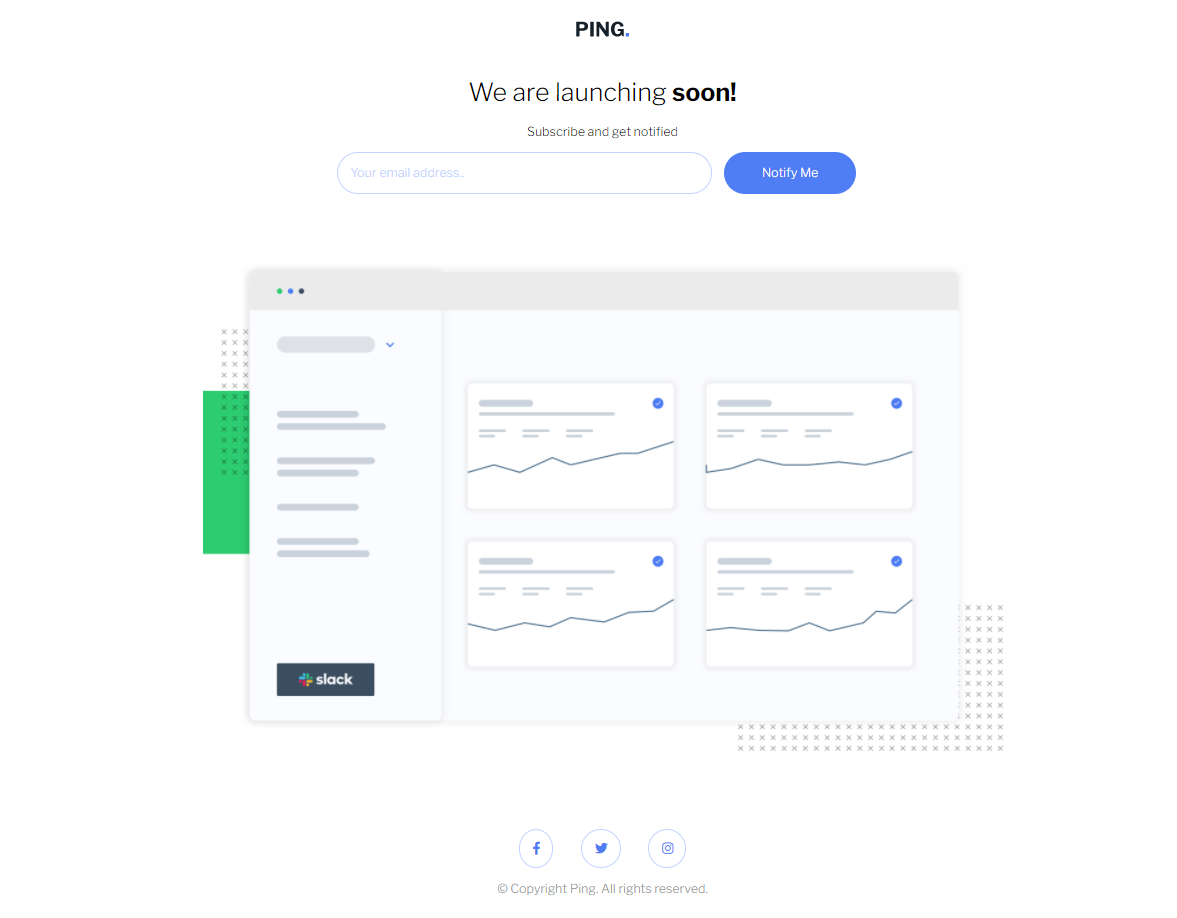 PING.
We are launching soon!
Subscribe and get notified
Your email address..
Notify Me
slack
© Copyright Ping. All rights reserved.